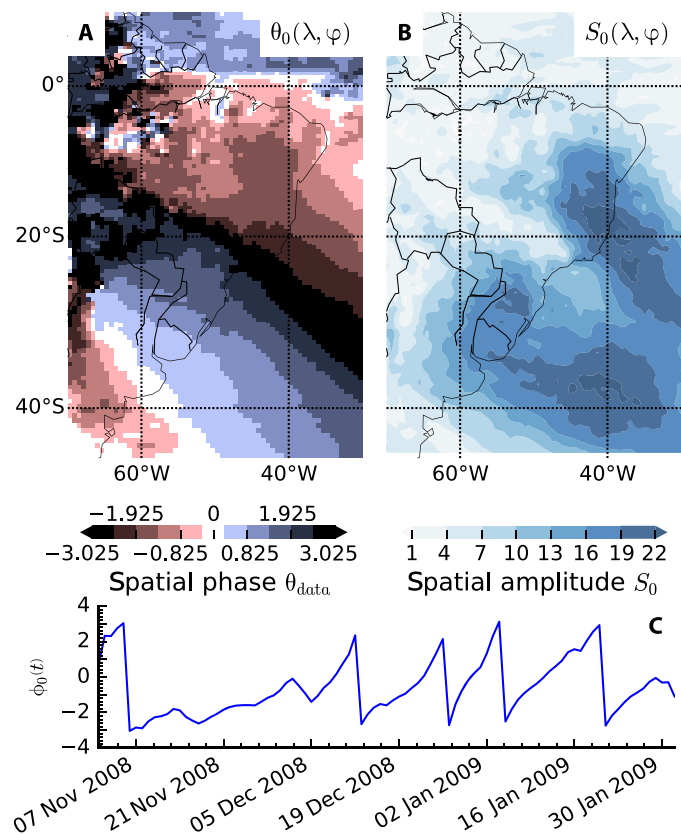 A θ₀(λ, φ) B S₀(λ, φ)
0°
20°S
40°S
60°W 40°W 60°W 40°W
−1.925 0 1.925
−3.025 −0.825 0.825 3.025 1 4 7 10 13 16 19 22
Spatial phase θdata Spatial amplitude S₀
C
ϕ₀(t)
4
2
0
−2
−4
07 Nov 2008 21 Nov 2008 05 Dec 2008 19 Dec 2008 02 Jan 2009 16 Jan 2009 30 Jan 2009